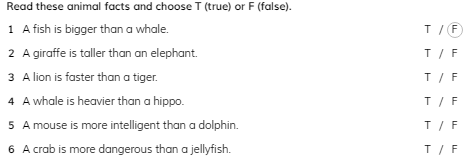 Read these animal facts and choose T (true) or F (false).
1 A fish is bigger than a whale. T / F
2 A giraffe is taller than an elephant. T / F
3 A lion is faster than a tiger. T / F
4 A whale is heavier than a hippo. T / F
5 A mouse is more intelligent than a dolphin. T / F
6 A crab is more dangerous than a jellyfish. T / F